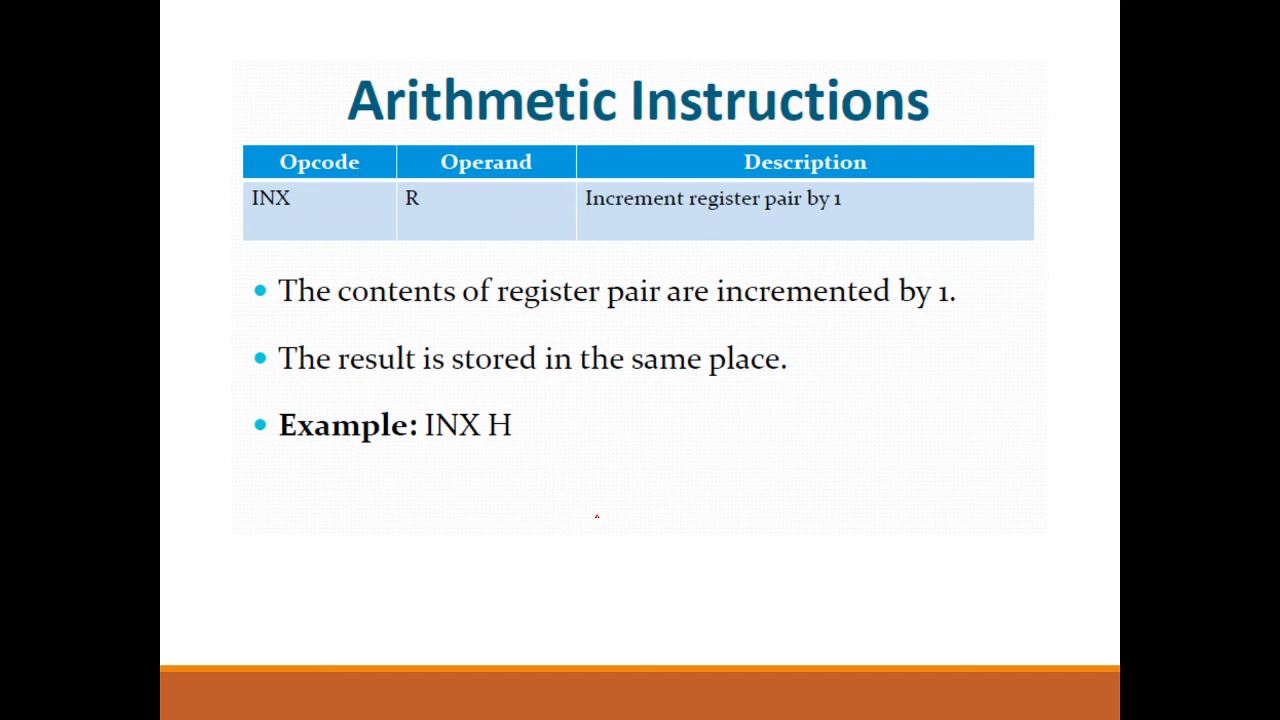 Arithmetic Instructions
Opcode Operand Description
INX R Increment register pair by 1
• The contents of register pair are incremented by 1.
• The result is stored in the same place.
• Example: INX H